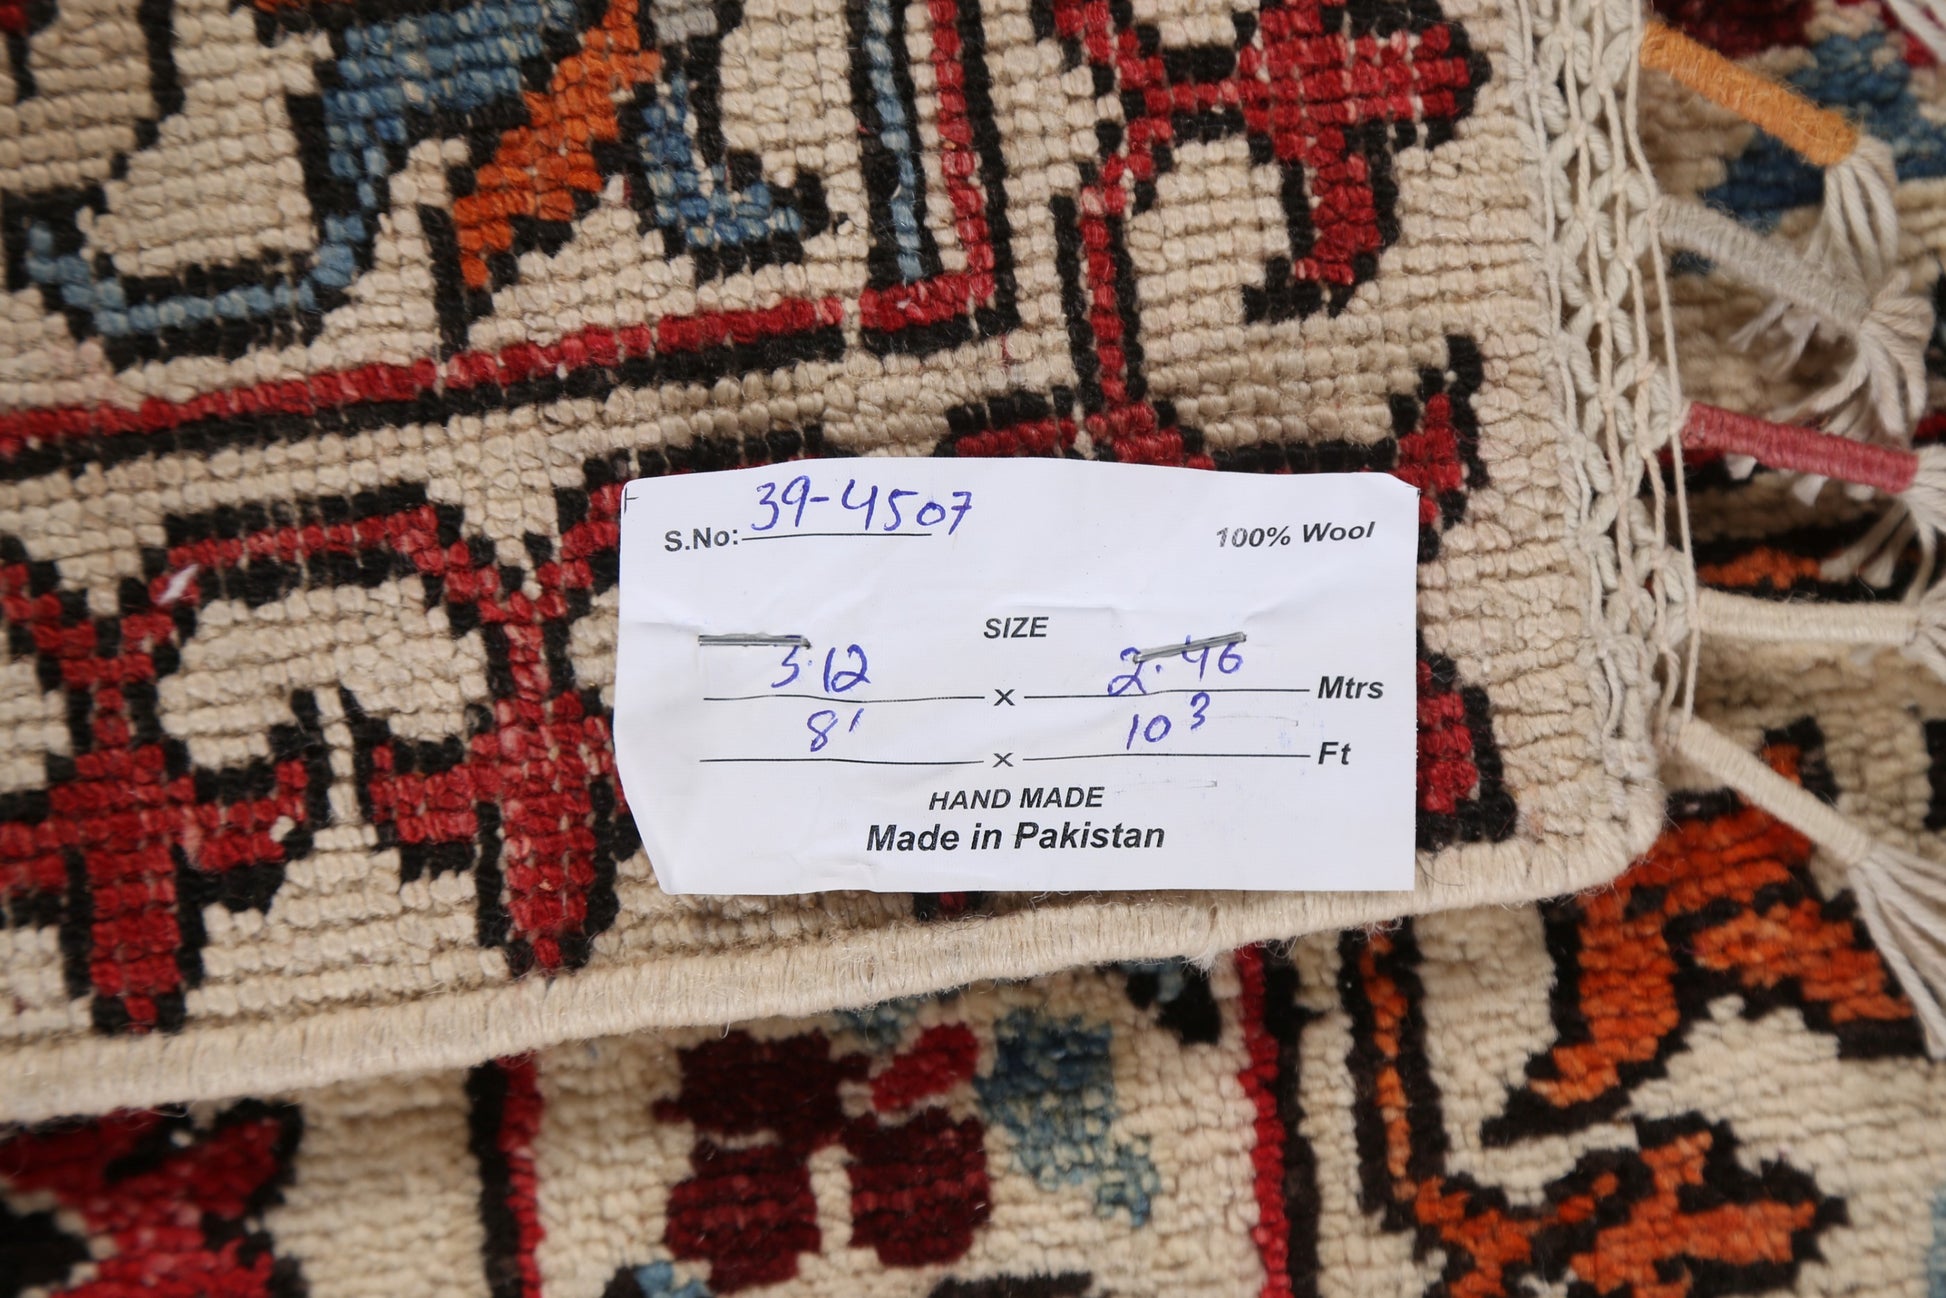 S.No: 39-4507 100% Wool
SIZE
3.12 x 2.46 Mtrs
8' x 10 3 Ft
HAND MADE
Made in Pakistan